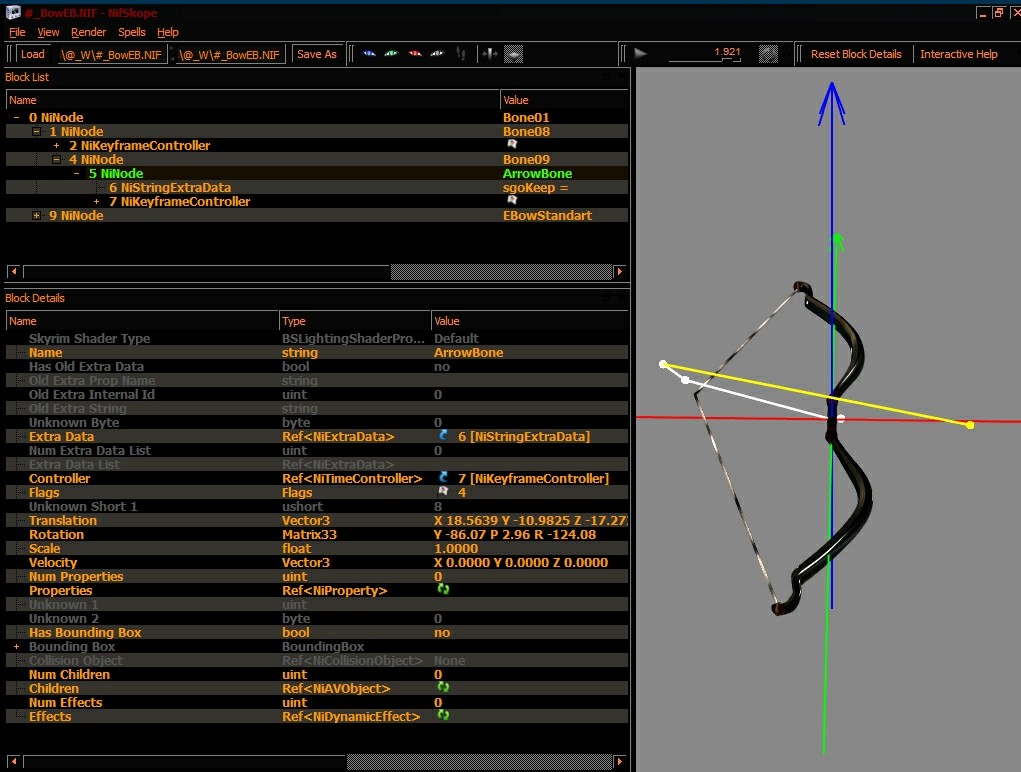 #_BowEB.NIF - NifSkope
File View Render Spells Help
Load \@_W\#_BowEB.NIF \@_W\#_BowEB.NIF Save As 1.921 Reset Block Details Interactive Help
Block List
Name Value
0 NiNode Bone01
1 NiNode Bone08
2 NiKeyframeController
4 NiNode Bone09
5 NiNode ArrowBone
6 NiStringExtraData sgoKeep =
7 NiKeyframeController
9 NiNode EBowStandart
Block Details
Name Type Value
Skyrim Shader Type BSLightingShaderPro... Default
Name string ArrowBone
Has Old Extra Data bool no
Old Extra Prop Name string
Old Extra Internal Id uint 0
Old Extra String string
Unknown Byte byte 0
Extra Data Ref<NiExtraData> 6 [NiStringExtraData]
Num Extra Data List uint 0
Extra Data List Ref<NiExtraData>
Controller Ref<NiTimeController> 7 [NiKeyframeController]
Flags Flags 4
Unknown Short 1 ushort 8
Translation Vector3 X 18.5639 Y -10.9825 Z -17.27
Rotation Matrix33 Y -86.07 P 2.96 R -124.08
Scale float 1.0000
Velocity Vector3 X 0.0000 Y 0.0000 Z 0.0000
Num Properties uint 0
Properties Ref<NiProperty>
Unknown 1 uint
Unknown 2 byte 0
Has Bounding Box bool no
Bounding Box BoundingBox
Collision Object Ref<NiCollisionObject> None
Num Children uint 0
Children Ref<NiAVObject>
Num Effects uint 0
Effects Ref<NiDynamicEffect>